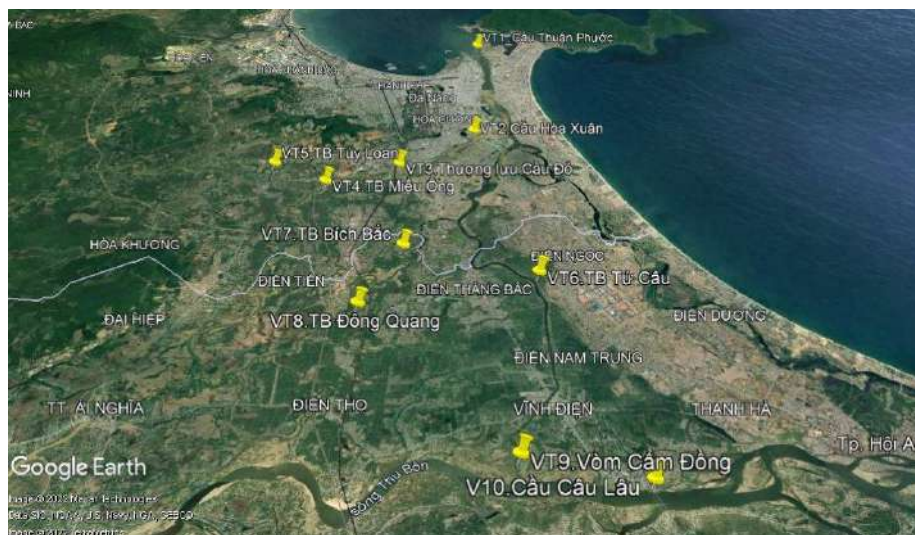 VT1.Cầu Thuận Phước
Đà Nẵng
VT2.Cầu Hòa Xuân
VT5.TB Túy Loan
VT3.Thượng lưu Cầu Đỏ
VT4.TB Miếu Ông
VT7.TB Bích Bắc
HÒA KHƯƠNG
ĐIỆN NGỌC
VT6.TB Tứ Câu
ĐIỆN TIẾN
ĐIỆN THẮNG BẮC
VT8.TB Đông Quang
ĐẠI HIỆP
ĐIỆN DƯƠNG
ĐIỆN NAM TRUNG
TT. ÁI NGHĨA
ĐIỆN THỌ
VĨNH ĐIỆN
THANH HÀ
Tp. Hội A
VT9.Vòm Cẩm Đồng
Google Earth
Sông Thu Bồn
V10.Cầu Câu Lâu